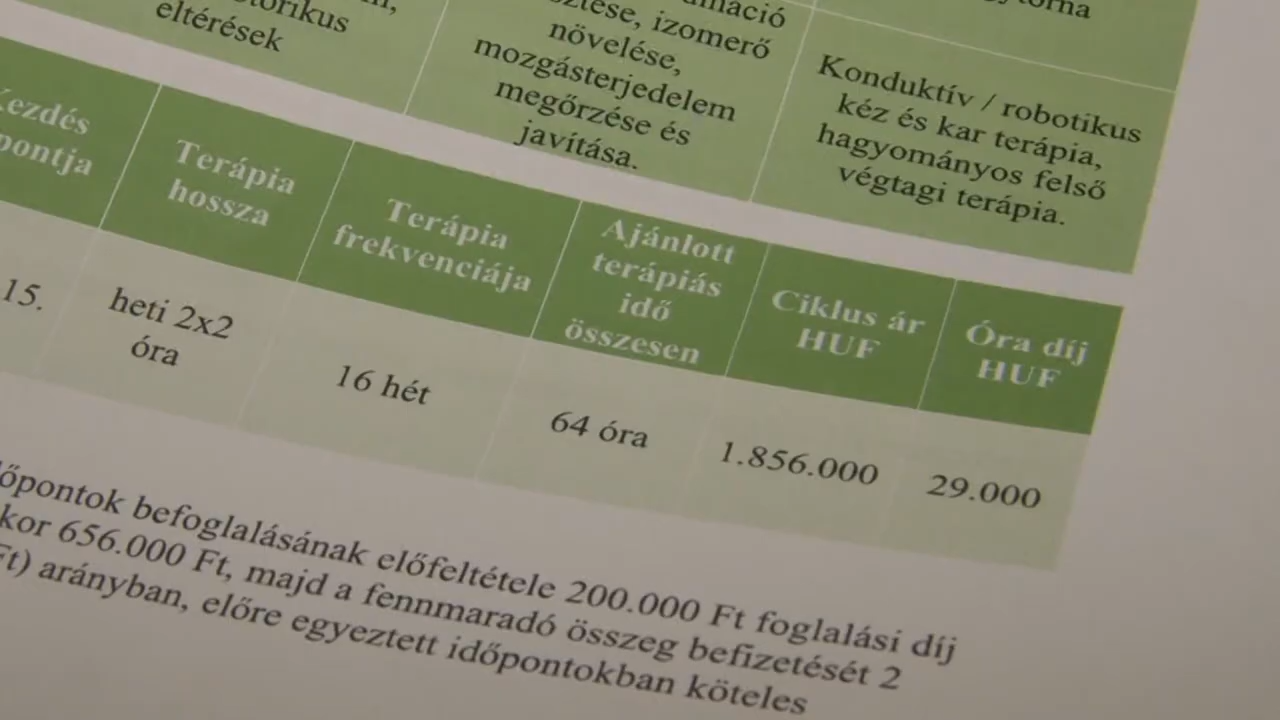 eltérések
növelése,
mozgásterjedelem
megőrzése és
javítása.
izomerő
Konduktív / robotikus
kéz és kar terápia,
hagyományos felső
végtagi terápia.
Terápia
hossza
Terápia
frekvenciája
Ajánlott
terápiás
idő
összesen
Ciklus ár
HUF
Óra díj
HUF
15.
heti 2x2
óra
16 hét
64 óra
1.856.000
29.000
befoglalásának előfeltétele 200.000 Ft foglalási díj
656.000 Ft, majd a fennmaradó összeg befizetését 2
Ft) arányban, előre egyeztett időpontokban köteles